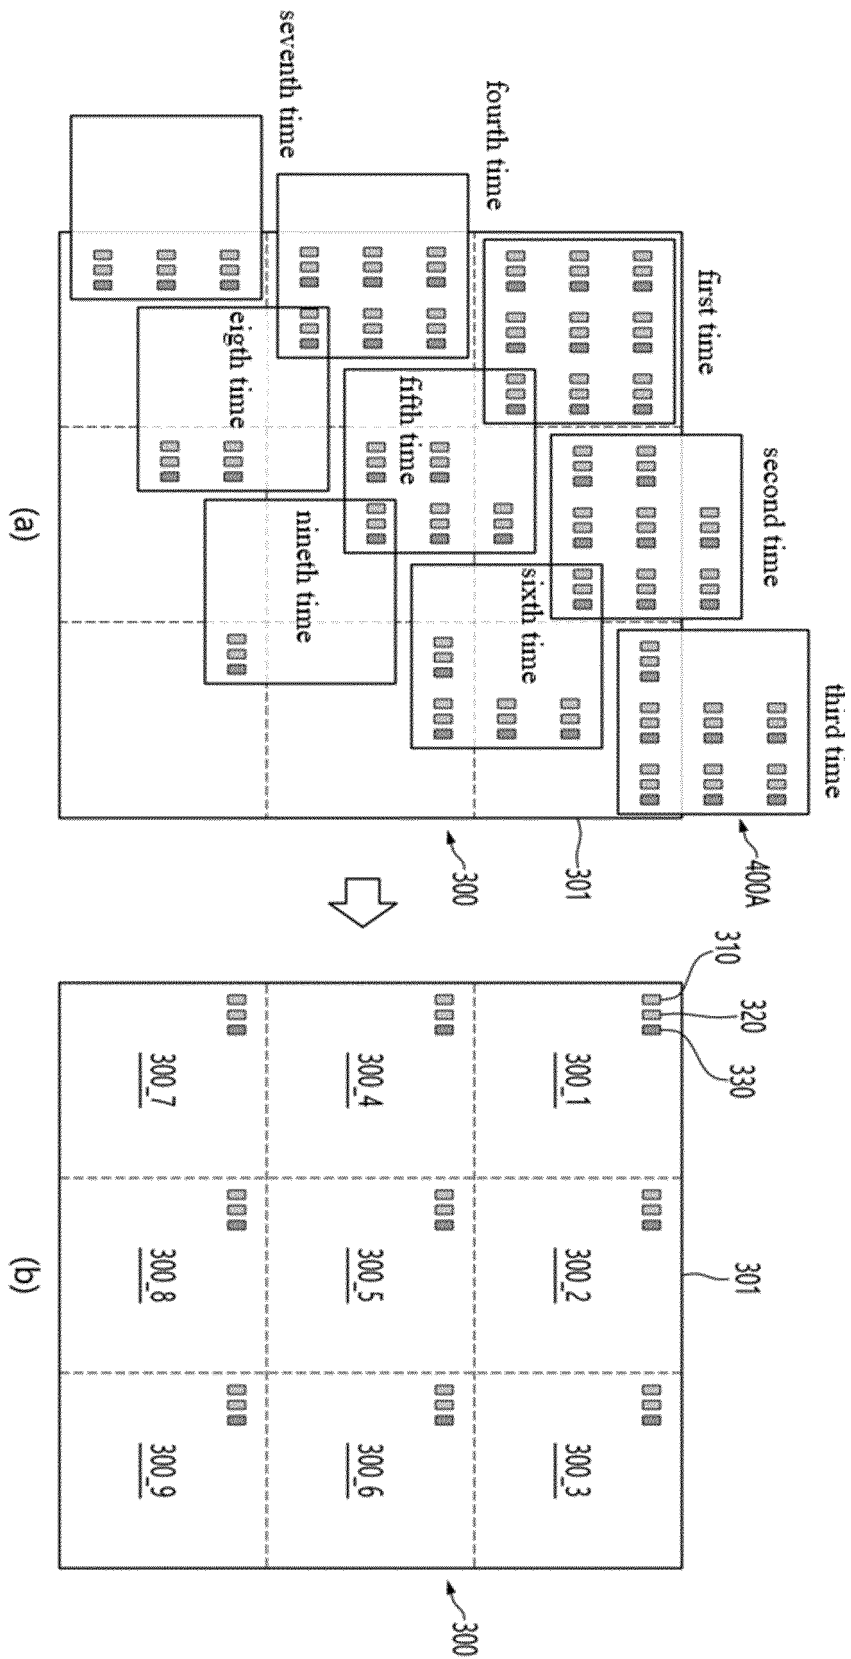 first time
second time
third time
400A
fourth time
fifth time
sixth time
seventh time
eigth time
nineth time
301
300
(a)
310
320
330
301
300_1
300_2
300_3
300_4
300_5
300_6
300_7
300_8
300_9
300
(b)